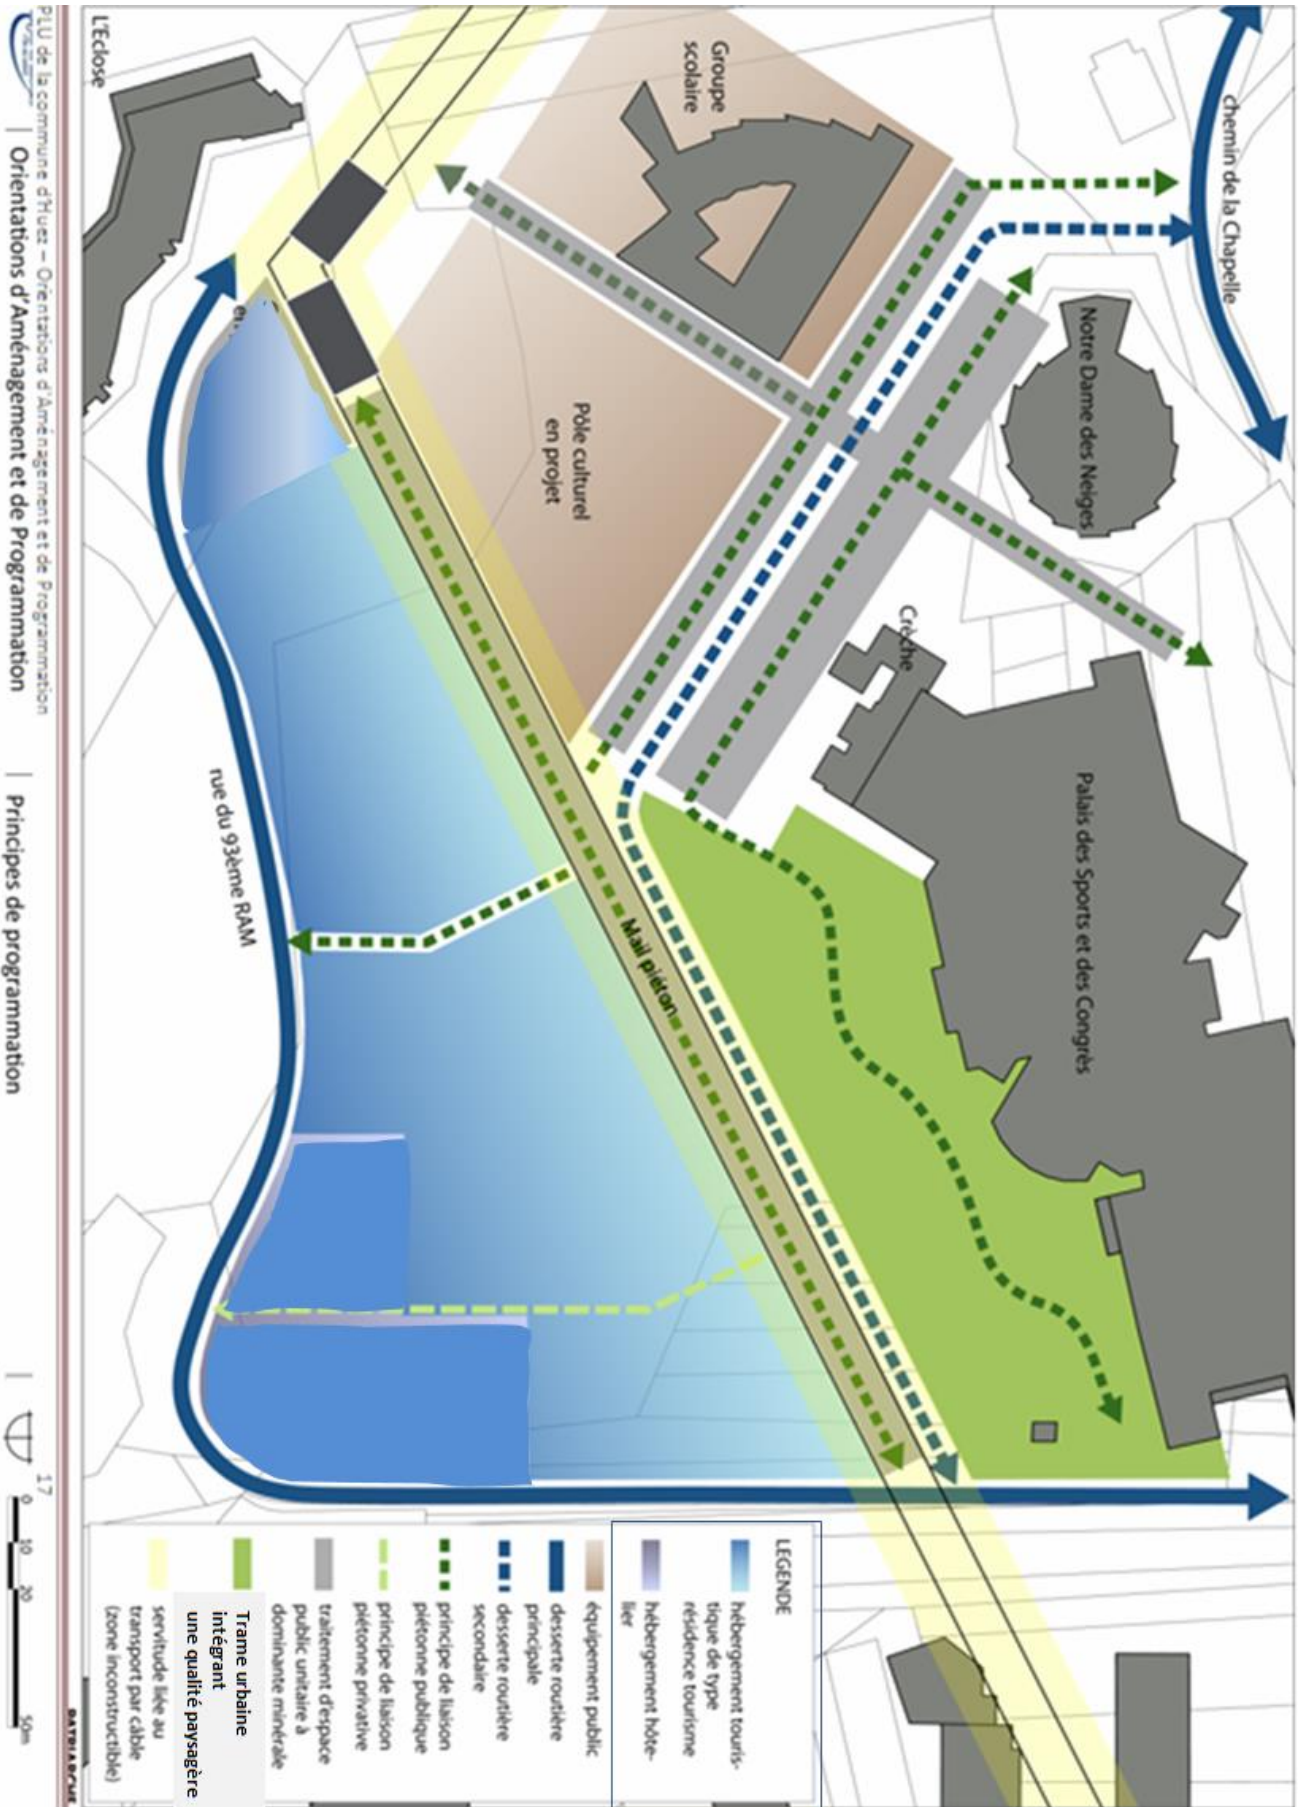 PLU de la commune d'Huez – Orientations d'Aménagement et de Programmation
17
Orientations d'Aménagement et de Programmation | Principes de programmation |
0 10 20 50m
chemin de la Chapelle
Groupe
scolaire
Notre Dame des Neiges
Pôle culturel
en projet
Crèche
Palais des Sports et des Congrès
L'Eclose
Mail piéton
rue du 93ème RAM
LEGENDE
hébergement touris-
tique de type
résidence tourisme
hébergement hôte-
lier
équipement public
desserte routière
principale
desserte routière
secondaire
principe de liaison
piétonne publique
principe de liaison
piétonne privative
traitement d'espace
public unitaire à
dominante minérale
Trame urbaine
intégrant
une qualité paysagère
servitude liée au
transport par câble
(zone inconstructible)
PATRIARCHE